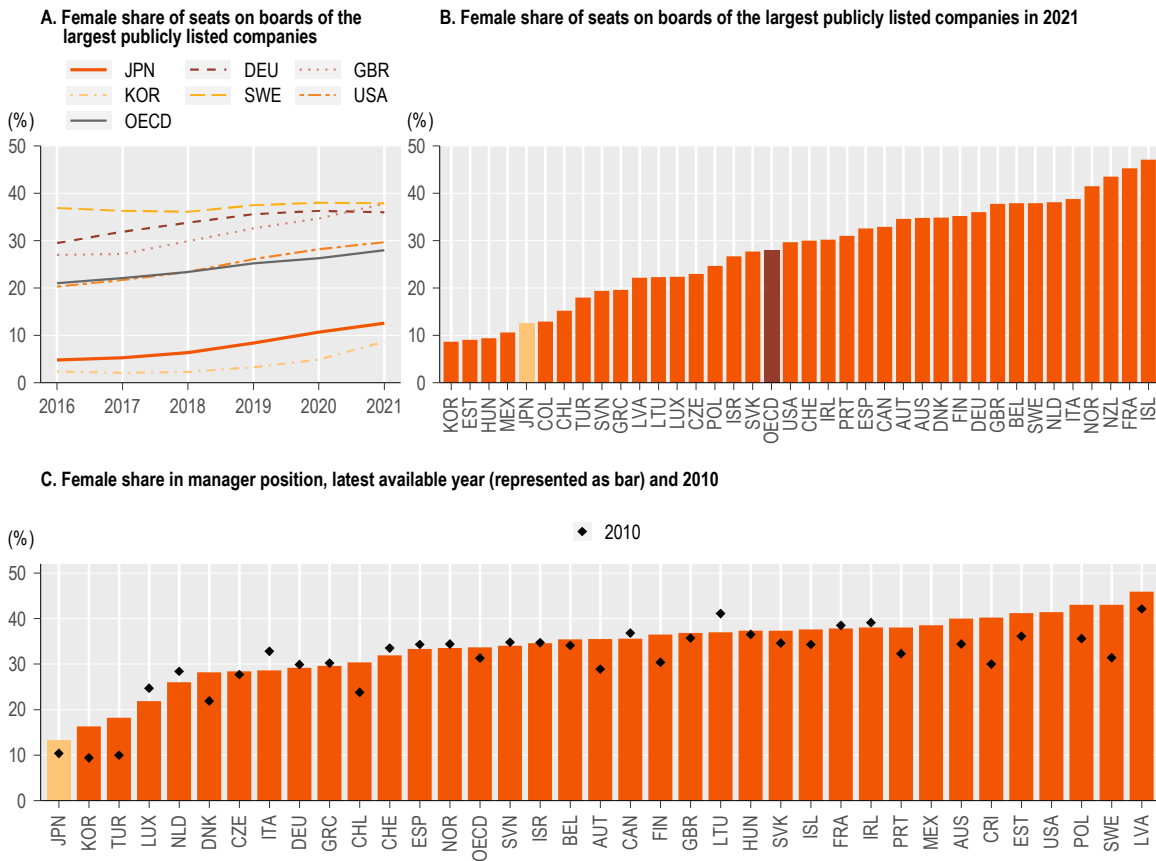 A. Female share of seats on boards of the
largest publicly listed companies
JPN DEU GBR
KOR SWE USA
OECD
(%)
50
40
30
20
10
0
2016 2017 2018 2019 2020 2021
B. Female share of seats on boards of the largest publicly listed companies in 2021
(%)
50
40
30
20
10
0
KOR EST HUN MEX JPN COL CHL TUR SVN GRC LVA LTU LUX CZE POL ISR SVK OECD USA CHE IRL PRT ESP CAN AUT AUS DNK FIN DEU GBR BEL SWE NLD ITA NOR NZL FRA ISL
C. Female share in manager position, latest available year (represented as bar) and 2010
2010
(%)
50
40
30
20
10
0
JPN KOR TUR LUX NLD DNK CZE ITA DEU GRC CHL CHE ESP NOR OECD SVN ISR BEL AUT CAN FIN GBR LTU HUN SVK ISL FRA IRL PRT MEX AUS CRI EST USA POL SWE LVA